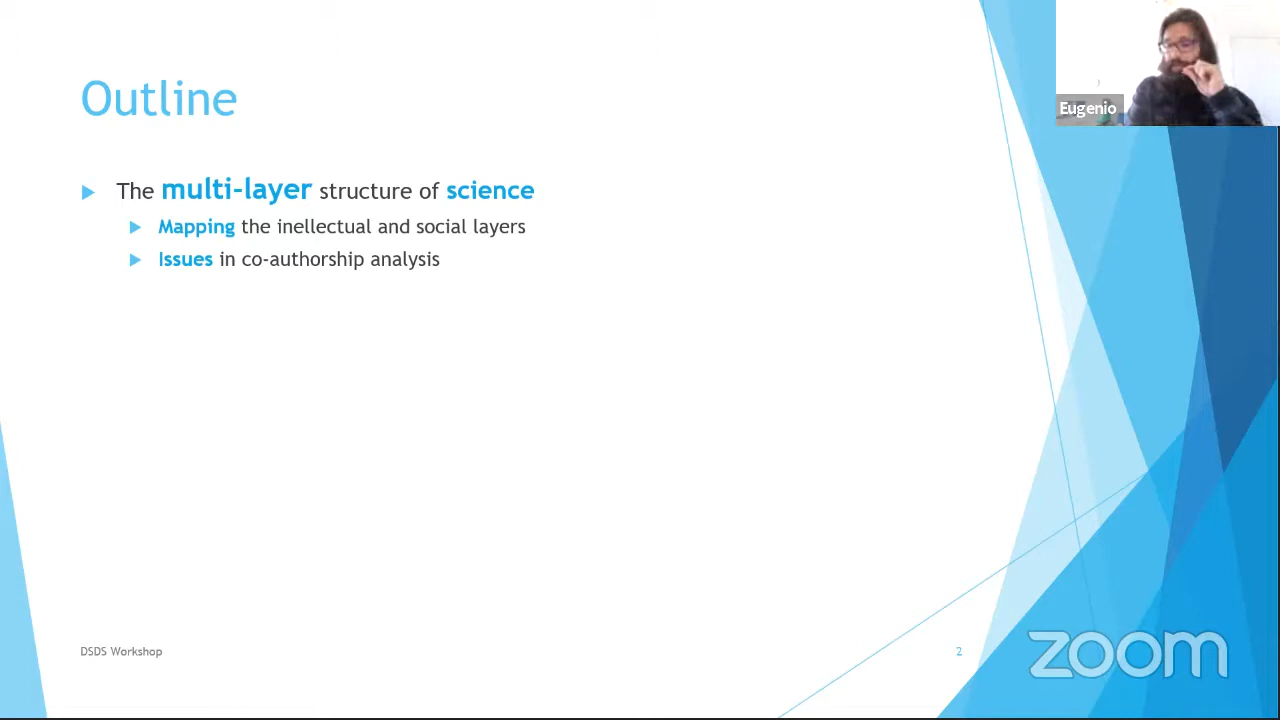 Outline
Eugenio
The multi-layer structure of science
Mapping the inellectual and social layers
Issues in co-authorship analysis
DSDS Workshop
2
zoom